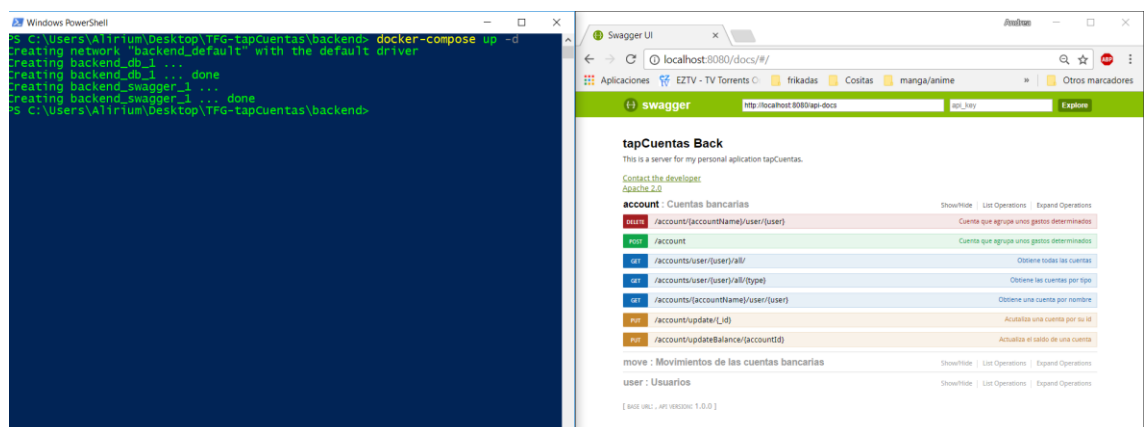 Windows PowerShell
PS C:\Users\Alirium\Desktop\TFG-tapCuentas\backend> docker-compose up -d
Creating network "backend_default" with the default driver
Creating backend_db_1 ...
Creating backend_db_1 ... done
Creating backend_swagger_1 ...
Creating backend_swagger_1 ... done
PS C:\Users\Alirium\Desktop\TFG-tapCuentas\backend>
Andrea
Swagger UI
localhost:8080/docs/#/
ABP
Aplicaciones EZTV - TV Torrents O frikadas Cositas manga/anime » Otros marcadores
swagger http://localhost:8080/api-docs api_key Explore
tapCuentas Back
This is a server for my personal aplication tapCuentas.
Contact the developer
Apache 2.0
account : Cuentas bancarias Show/Hide | List Operations | Expand Operations
DELETE /account/{accountName}/user/{user} Cuenta que agrupa unos gastos determinados
POST /account Cuenta que agrupa unos gastos determinados
GET /accounts/user/{user}/all/ Obtiene todas las cuentas
GET /accounts/user/{user}/all/{type} Obtiene las cuentas por tipo
GET /accounts/{accountName}/user/{user} Obtiene una cuenta por nombre
PUT /account/update/{_id} Acutaliza una cuenta por su id
PUT /account/updateBalance/{accountId} Actualiza el saldo de una cuenta
move : Movimientos de las cuentas bancarias Show/Hide | List Operations | Expand Operations
user : Usuarios Show/Hide | List Operations | Expand Operations
[ BASE URL: , API VERSION: 1.0.0 ]